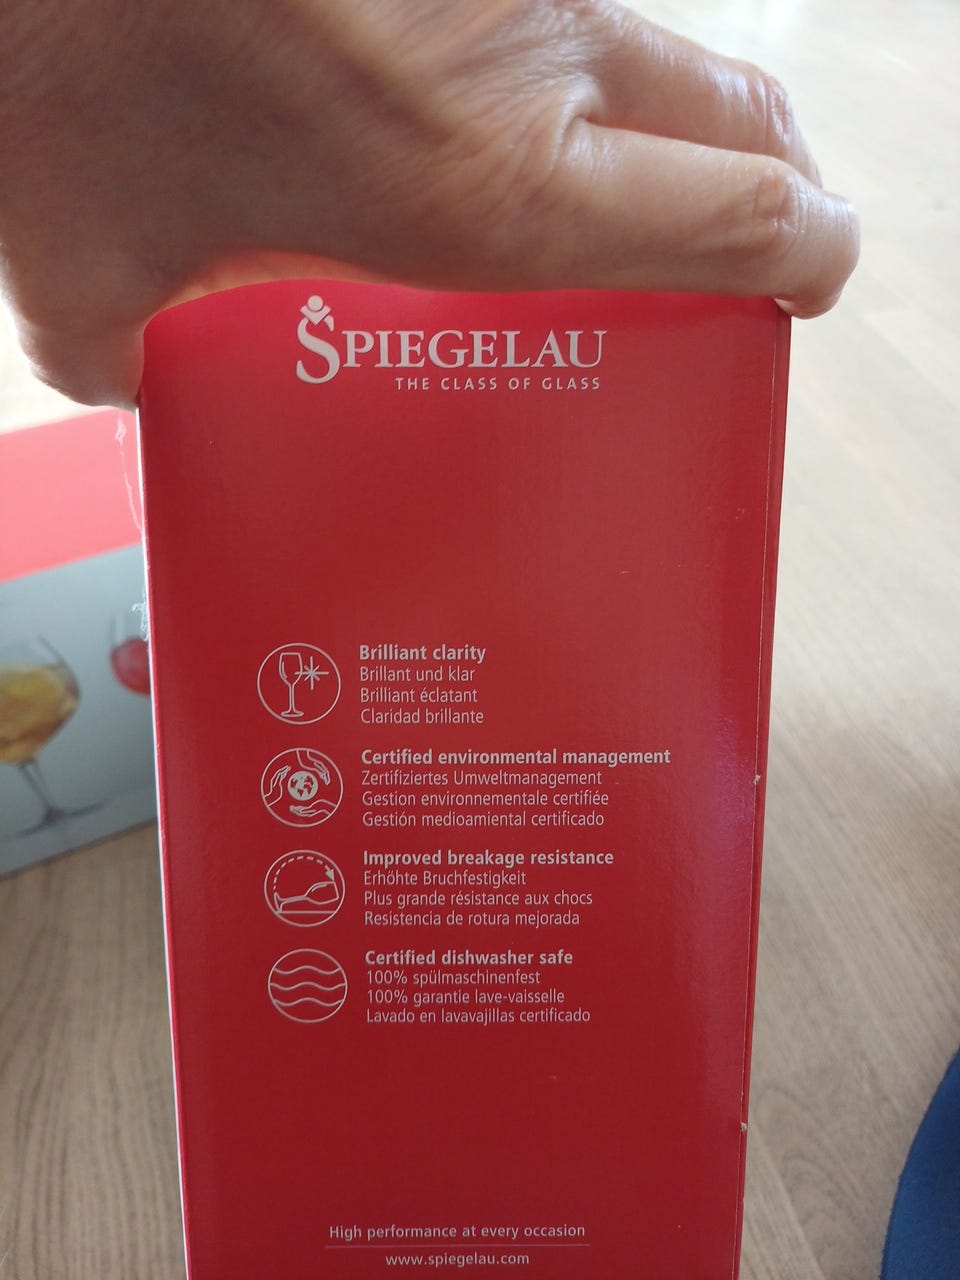 SPIEGELAU
THE CLASS OF GLASS
Brilliant clarity
Brillant und klar
Brilliant éclatant
Claridad brillante
Certified environmental management
Zertifiziertes Umweltmanagement
Gestion environnementale certifiée
Gestión medioamiental certificado
Improved breakage resistance
Erhöhte Bruchfestigkeit
Plus grande résistance aux chocs
Resistencia de rotura mejorada
Certified dishwasher safe
100% spülmaschinenfest
100% garantie lave-vaisselle
Lavado en lavavajillas certificado
High performance at every occasion
www.spiegelau.com